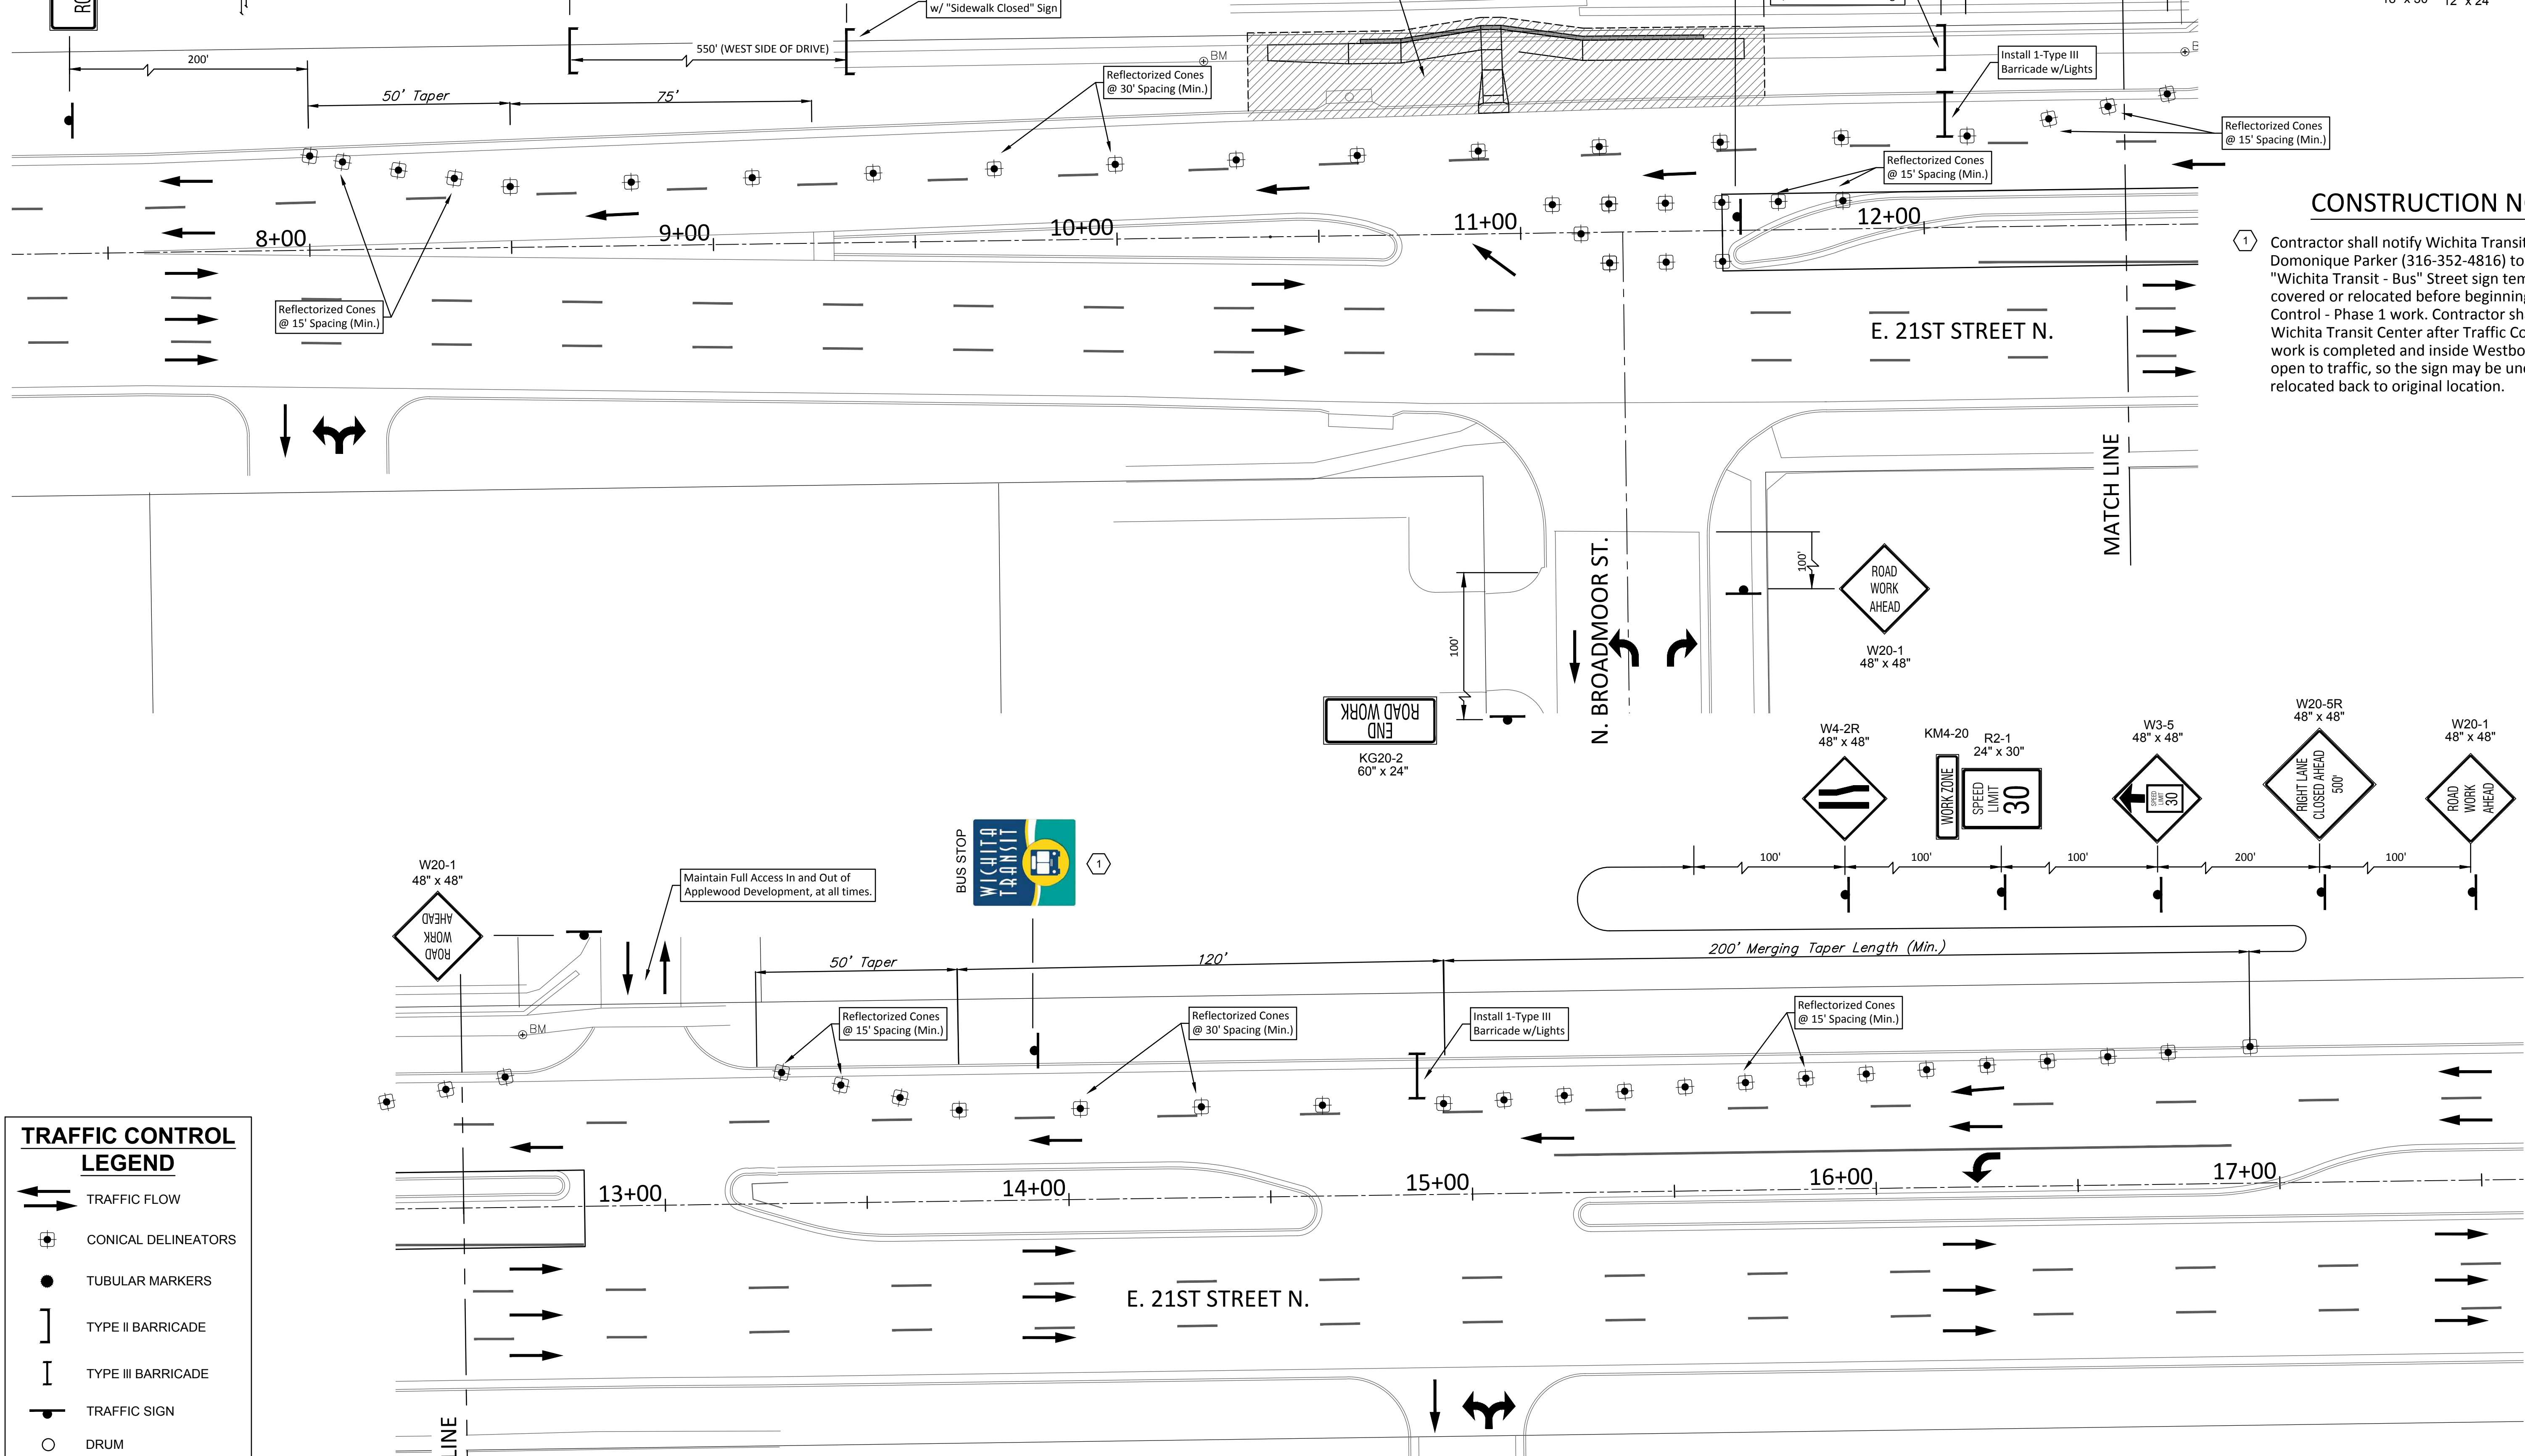 RO
w/ "Sidewalk Closed" Sign
18" x 30"
12" x 24"
200'
550' (WEST SIDE OF DRIVE)
BM
Install 1-Type III
Barricade w/Lights
Reflectorized Cones
@ 30' Spacing (Min.)
50' Taper
75'
Reflectorized Cones
@ 15' Spacing (Min.)
Reflectorized Cones
@ 15' Spacing (Min.)
8+00
9+00
10+00
11+00
12+00
Reflectorized Cones
@ 15' Spacing (Min.)
E. 21ST STREET N.
CONSTRUCTION N
1
Contractor shall notify Wichita Transit
Domonique Parker (316-352-4816) to
"Wichita Transit - Bus" Street sign tem
covered or relocated before beginning
Control - Phase 1 work. Contractor sh
Wichita Transit Center after Traffic Co
work is completed and inside Westbo
open to traffic, so the sign may be un
relocated back to original location.
MATCH LINE
100'
ROAD
WORK
AHEAD
W20-1
48" x 48"
100'
N. BROADMOOR ST.
END
ROAD WORK
KG20-2
60" x 24"
W4-2R
48" x 48"
KM4-20
R2-1
24" x 30"
W3-5
48" x 48"
W20-5R
48" x 48"
W20-1
48" x 48"
WORK ZONE
SPEED
LIMIT
30
SPEED
LIMIT
30
RIGHT LANE
CLOSED AHEAD
500'
ROAD
WORK
AHEAD
100'
100'
100'
200'
100'
BUS STOP
WICHITA
TRANSIT
1
W20-1
48" x 48"
ROAD
WORK
AHEAD
Maintain Full Access In and Out of
Applewood Development, at all times.
50' Taper
120'
200' Merging Taper Length (Min.)
BM
Reflectorized Cones
@ 15' Spacing (Min.)
Reflectorized Cones
@ 30' Spacing (Min.)
Install 1-Type III
Barricade w/Lights
Reflectorized Cones
@ 15' Spacing (Min.)
13+00
14+00
15+00
16+00
17+00
E. 21ST STREET N.
LINE
TRAFFIC CONTROL
LEGEND
TRAFFIC FLOW
CONICAL DELINEATORS
TUBULAR MARKERS
TYPE II BARRICADE
TYPE III BARRICADE
TRAFFIC SIGN
DRUM